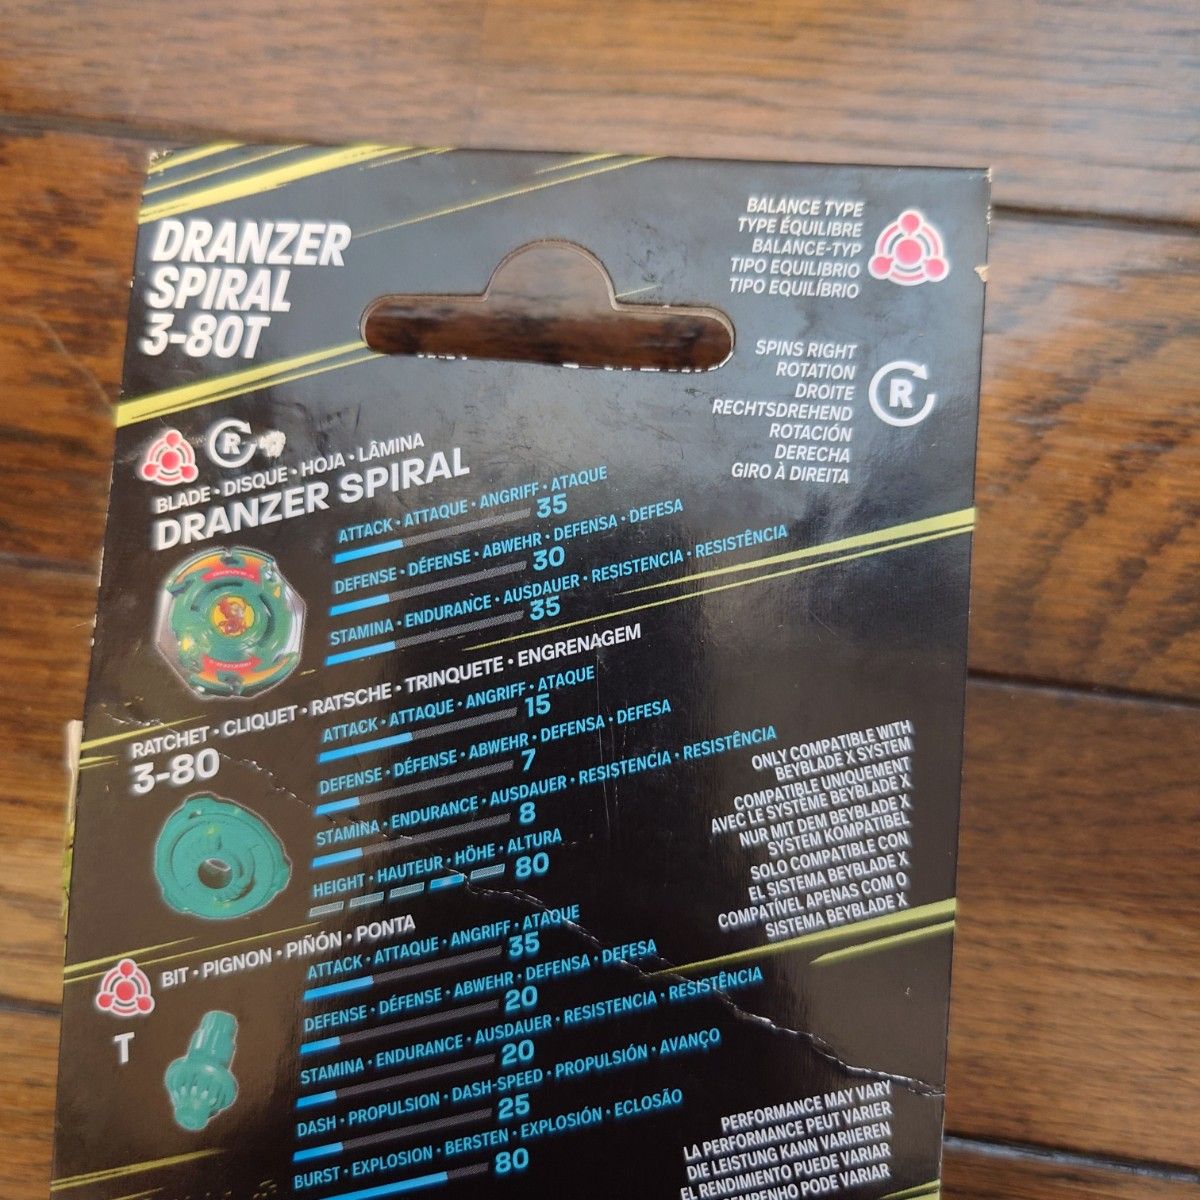 DRANZER
SPIRAL
3-80T
BALANCE TYPE
TYPE ÉQUILIBRE
BALANCE-TYP
TIPO EQUILIBRIO
TIPO EQUILÍBRIO
SPINS RIGHT
ROTATION
DROITE
RECHTSDREHEND
ROTACIÓN
DERECHA
GIRO À DIREITA
R
R
BLADE • DISQUE • HOJA • LÂMINA
DRANZER SPIRAL
ATTACK • ATTAQUE • ANGRIFF • ATAQUE
35
DEFENSE • DÉFENSE • ABWEHR • DEFENSA • DEFESA
30
STAMINA • ENDURANCE • AUSDAUER • RESISTENCIA • RESISTÊNCIA
35
RATCHET • CLIQUET • RATSCHE • TRINQUETE • ENGRENAGEM
3-80
ATTACK • ATTAQUE • ANGRIFF • ATAQUE
15
DEFENSE • DÉFENSE • ABWEHR • DEFENSA • DEFESA
7
STAMINA • ENDURANCE • AUSDAUER • RESISTENCIA • RESISTÊNCIA
8
HEIGHT • HAUTEUR • HÖHE • ALTURA
80
ONLY COMPATIBLE WITH
BEYBLADE X SYSTEM
COMPATIBLE UNIQUEMENT
AVEC LE SYSTÈME BEYBLADE X
NUR MIT DEM BEYBLADE X
SYSTEM KOMPATIBEL
SOLO COMPATIBLE CON
EL SISTEMA BEYBLADE X
COMPATÍVEL APENAS COM O
SISTEMA BEYBLADE X
BIT • PIGNON • PIÑÓN • PONTA
T
ATTACK • ATTAQUE • ANGRIFF • ATAQUE
35
DEFENSE • DÉFENSE • ABWEHR • DEFENSA • DEFESA
20
STAMINA • ENDURANCE • AUSDAUER • RESISTENCIA • RESISTÊNCIA
20
DASH • PROPULSION • DASH-SPEED • PROPULSIÓN • AVANÇO
25
BURST • EXPLOSION • BERSTEN • EXPLOSIÓN • ECLOSÃO
80
PERFORMANCE MAY VARY
LA PERFORMANCE PEUT VARIER
DIE LEISTUNG KANN VARIIEREN
EL RENDIMIENTO PUEDE VARIAR
PODE VARIAR